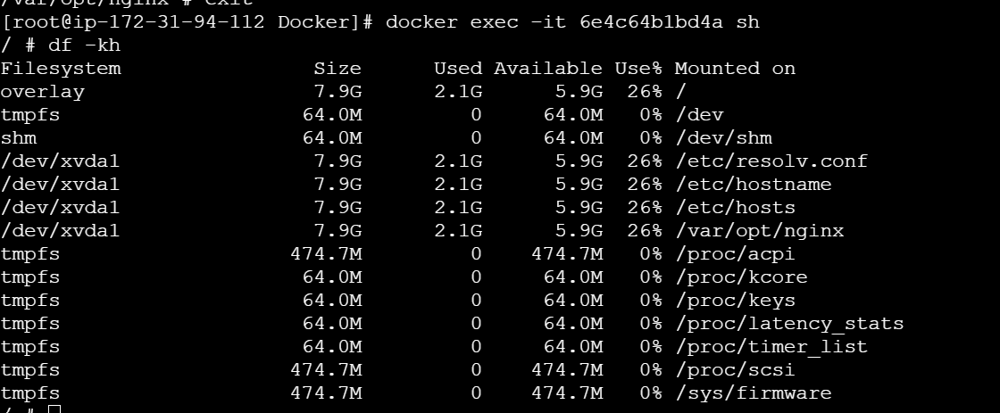 /var/opt/nginx # exit
[root@ip-172-31-94-112 Docker]# docker exec -it 6e4c64b1bd4a sh
/ # df -kh
Filesystem                Size      Used Available Use% Mounted on
overlay                   7.9G      2.1G      5.9G  26% /
tmpfs                    64.0M         0     64.0M   0% /dev
shm                      64.0M         0     64.0M   0% /dev/shm
/dev/xvda1                7.9G      2.1G      5.9G  26% /etc/resolv.conf
/dev/xvda1                7.9G      2.1G      5.9G  26% /etc/hostname
/dev/xvda1                7.9G      2.1G      5.9G  26% /etc/hosts
/dev/xvda1                7.9G      2.1G      5.9G  26% /var/opt/nginx
tmpfs                   474.7M         0    474.7M   0% /proc/acpi
tmpfs                    64.0M         0     64.0M   0% /proc/kcore
tmpfs                    64.0M         0     64.0M   0% /proc/keys
tmpfs                    64.0M         0     64.0M   0% /proc/latency_stats
tmpfs                    64.0M         0     64.0M   0% /proc/timer_list
tmpfs                   474.7M         0    474.7M   0% /proc/scsi
tmpfs                   474.7M         0    474.7M   0% /sys/firmware
/ #